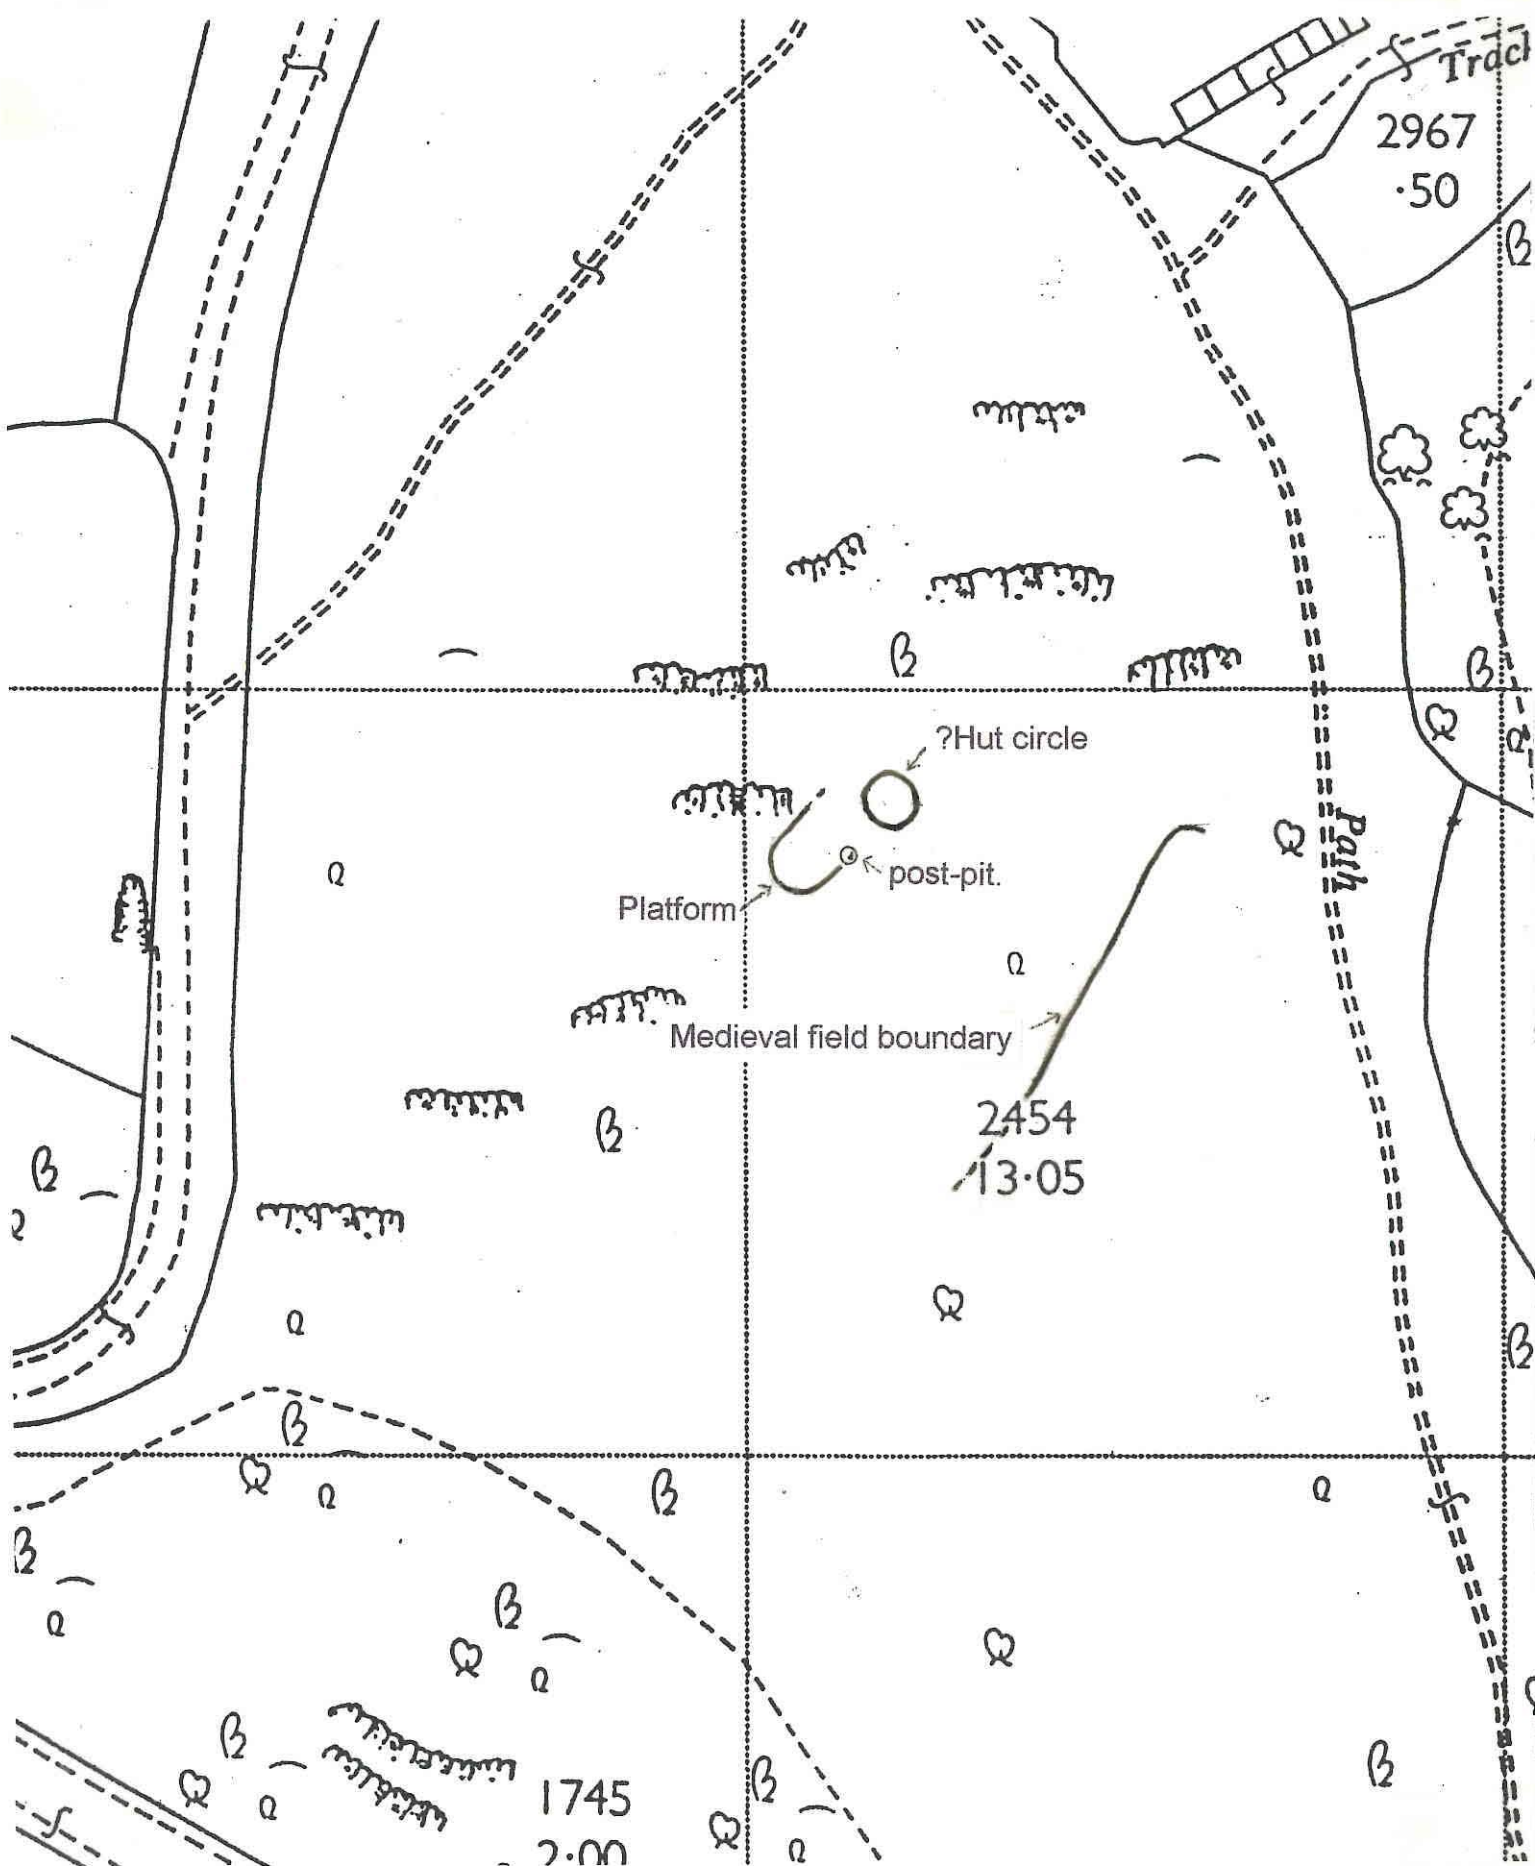 Track
2967
·50
?Hut circle
post-pit.
Platform
Path
Medieval field boundary
2454
13·05
1745
2·00